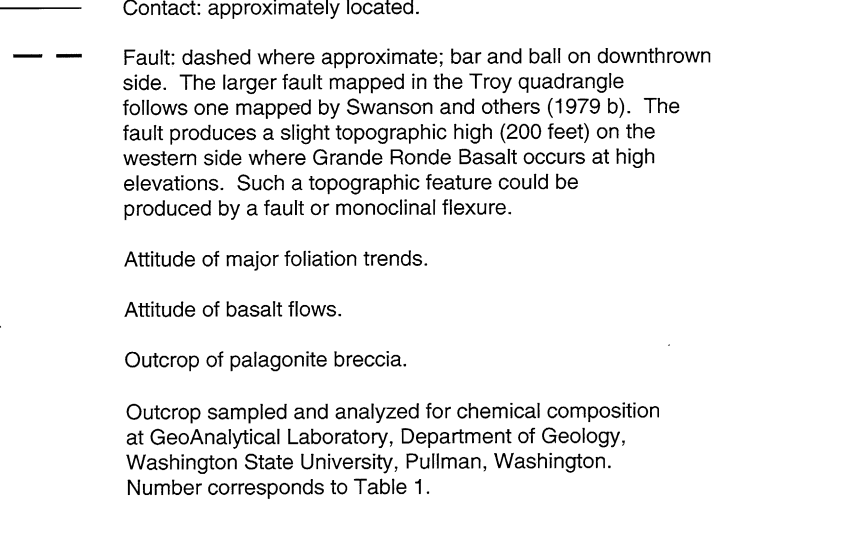 Contact: approximately located.
Fault: dashed where approximate; bar and ball on downthrown
side. The larger fault mapped in the Troy quadrangle
follows one mapped by Swanson and others (1979 b). The
fault produces a slight topographic high (200 feet) on the
western side where Grande Ronde Basalt occurs at high
elevations. Such a topographic feature could be
produced by a fault or monoclinal flexure.
Attitude of major foliation trends.
Attitude of basalt flows.
Outcrop of palagonite breccia.
Outcrop sampled and analyzed for chemical composition
at GeoAnalytical Laboratory, Department of Geology,
Washington State University, Pullman, Washington.
Number corresponds to Table 1.